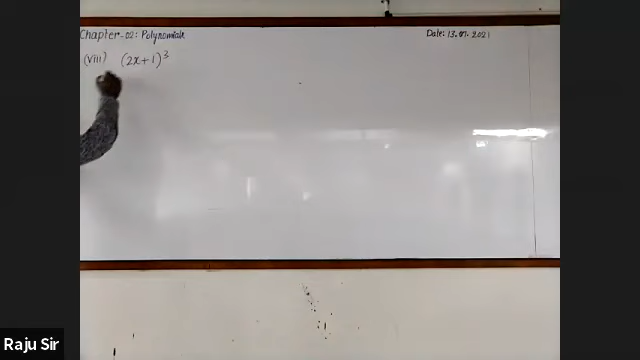 Chapter-02: Polynomials
Date: 13.07.2021
(viii) (2x+1)³
Raju Sir